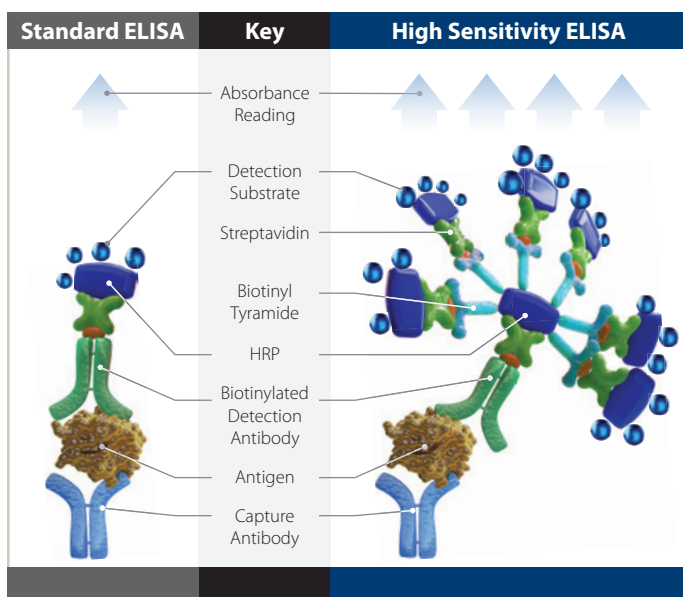 Standard ELISA
Key
High Sensitivity ELISA
Absorbance
Reading
Detection
Substrate
Streptavidin
Biotinyl
Tyramide
HRP
Biotinylated
Detection
Antibody
Antigen
Capture
Antibody